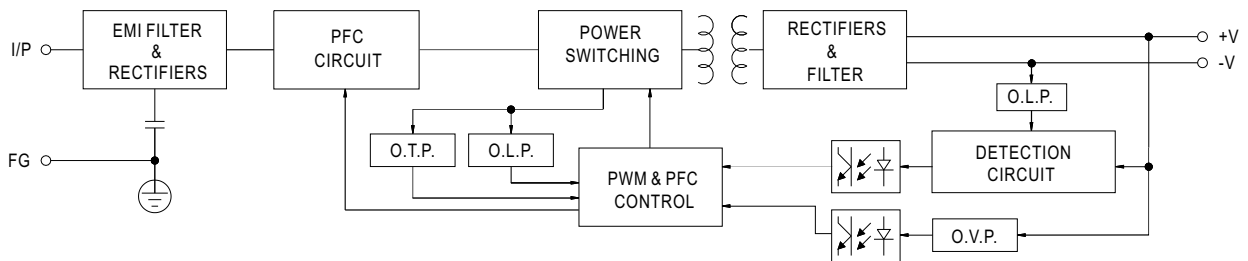 I/P
EMI FILTER
&
RECTIFIERS
PFC
CIRCUIT
POWER
SWITCHING
RECTIFIERS
&
FILTER
+V
-V
O.L.P.
O.T.P.
O.L.P.
FG
PWM & PFC
CONTROL
DETECTION
CIRCUIT
O.V.P.